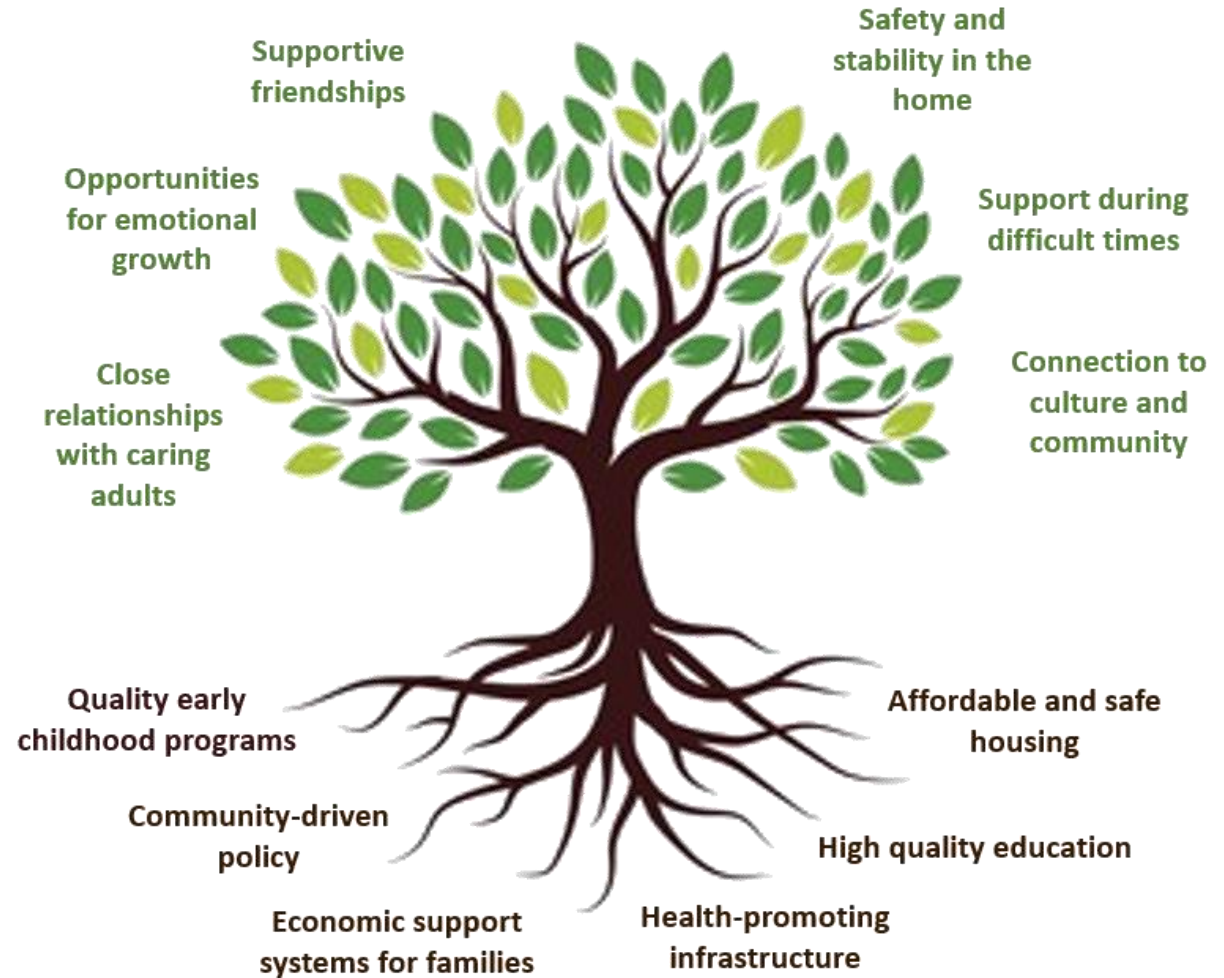 Supportive
friendships
Safety and
stability in the
home
Opportunities
for emotional
growth
Support during
difficult times
Close
relationships
with caring
adults
Connection to
culture and
community
Quality early
childhood programs
Affordable and safe
housing
Community-driven
policy
High quality education
Economic support
systems for families
Health-promoting
infrastructure